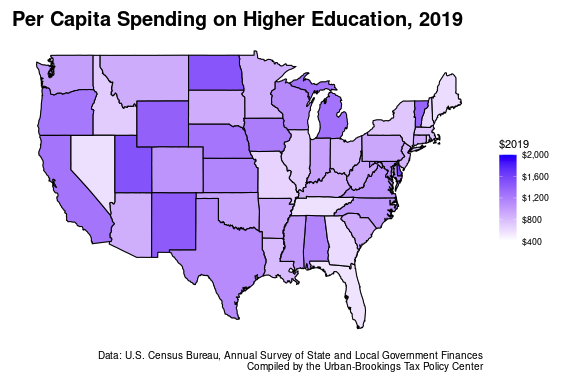 Per Capita Spending on Higher Education, 2019
$2019
$2,000
$1,600
$1,200
$800
$400
Data: U.S. Census Bureau, Annual Survey of State and Local Government Finances
Compiled by the Urban-Brookings Tax Policy Center